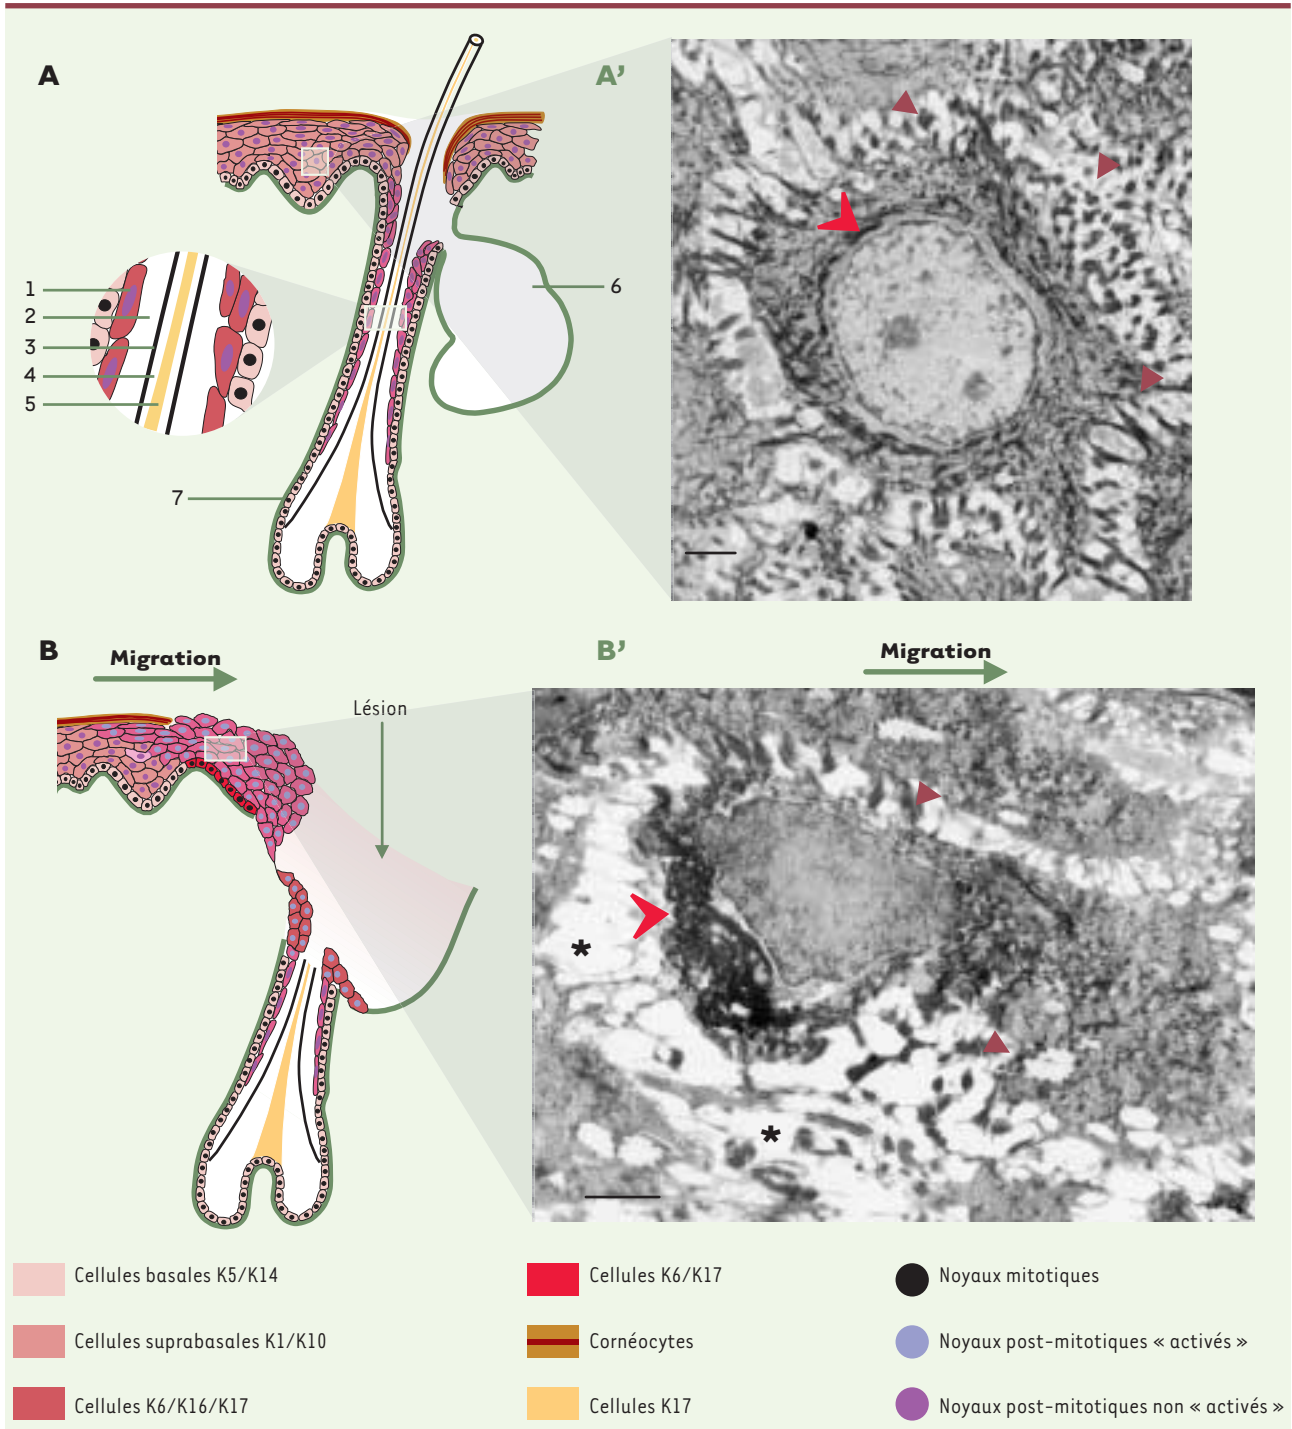 A
A’
1
2
3
4
5
6
7
B
Migration
B’
Migration
Lésion
*
*
Cellules basales K5/K14
Cellules K6/K17
Noyaux mitotiques
Cellules suprabasales K1/K10
Cornéocytes
Noyaux post-mitotiques « activés »
Cellules K6/K16/K17
Cellules K17
Noyaux post-mitotiques non « activés »